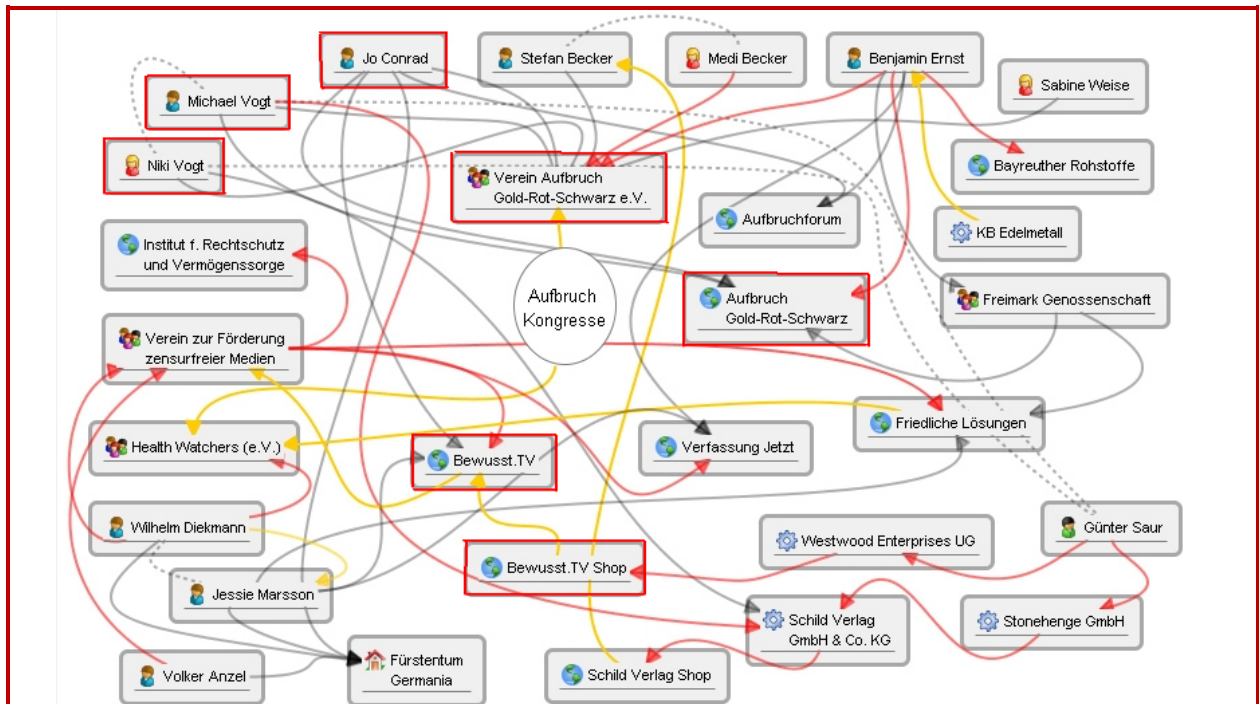 Jo Conrad
Stefan Becker
Medi Becker
Benjamin Ernst
Sabine Weise
Michael Vogt
Niki Vogt
Verein Aufbruch
Gold-Rot-Schwarz e.V.
Bayreuther Rohstoffe
Aufbruchforum
KB Edelmetall
Institut f. Rechtschutz
und Vermögenssorge
Aufbruch
Kongresse
Aufbruch
Gold-Rot-Schwarz
Freimark Genossenschaft
Verein zur Förderung
zensurfreier Medien
Friedliche Lösungen
Health Watchers (e.V.)
Bewusst.TV
Verfassung Jetzt
Wilhelm Diekmann
Westwood Enterprises UG
Günter Saur
Bewusst.TV Shop
Jessie Marsson
Schild Verlag
GmbH & Co. KG
Stonehenge GmbH
Volker Anzel
Fürstentum
Germania
Schild Verlag Shop